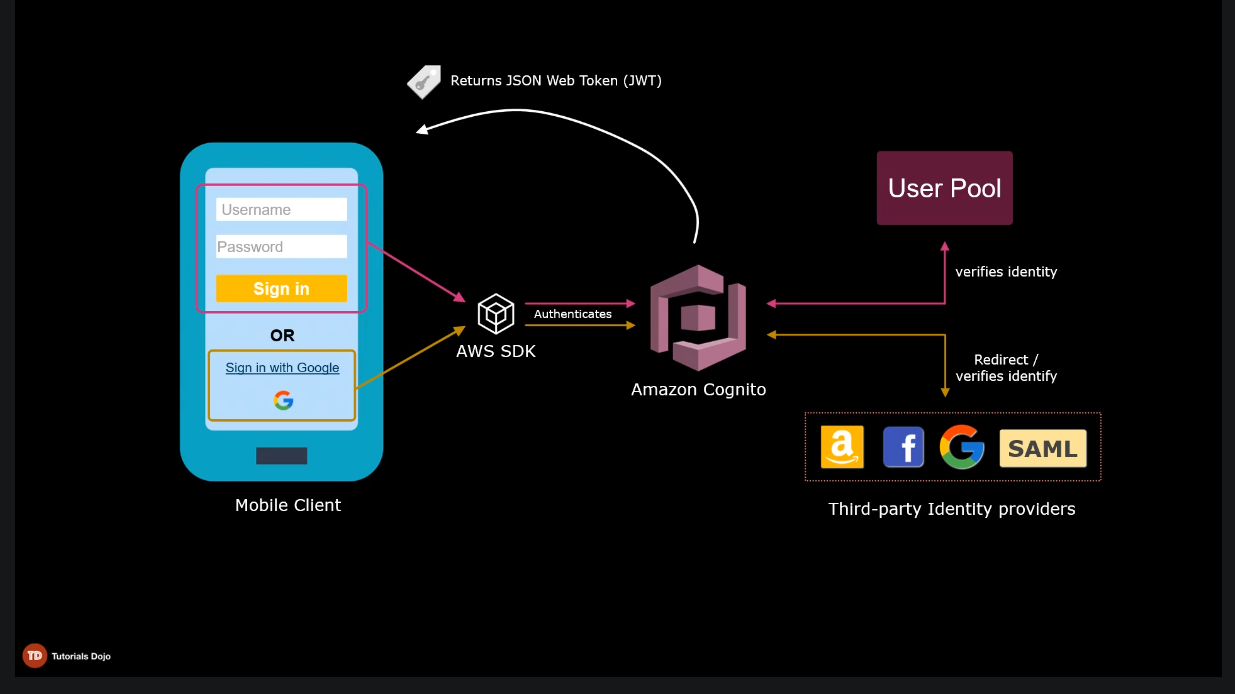 Returns JSON Web Token (JWT)
User Pool
Username
Password
Sign in
OR
Sign in with Google
Mobile Client
AWS SDK
Authenticates
Amazon Cognito
verifies identity
Redirect /
verifies identify
a
f
G
SAML
Third-party Identity providers
TD Tutorials Dojo